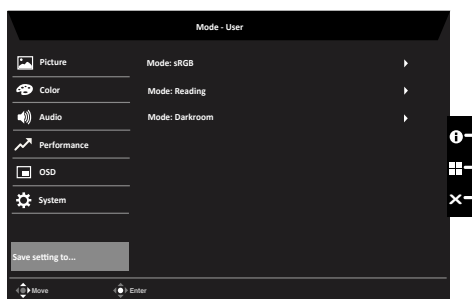 Mode - User
Picture
Mode: sRGB
Color
Mode: Reading
Audio
Mode: Darkroom
Performance
OSD
System
Save setting to...
Move
Enter